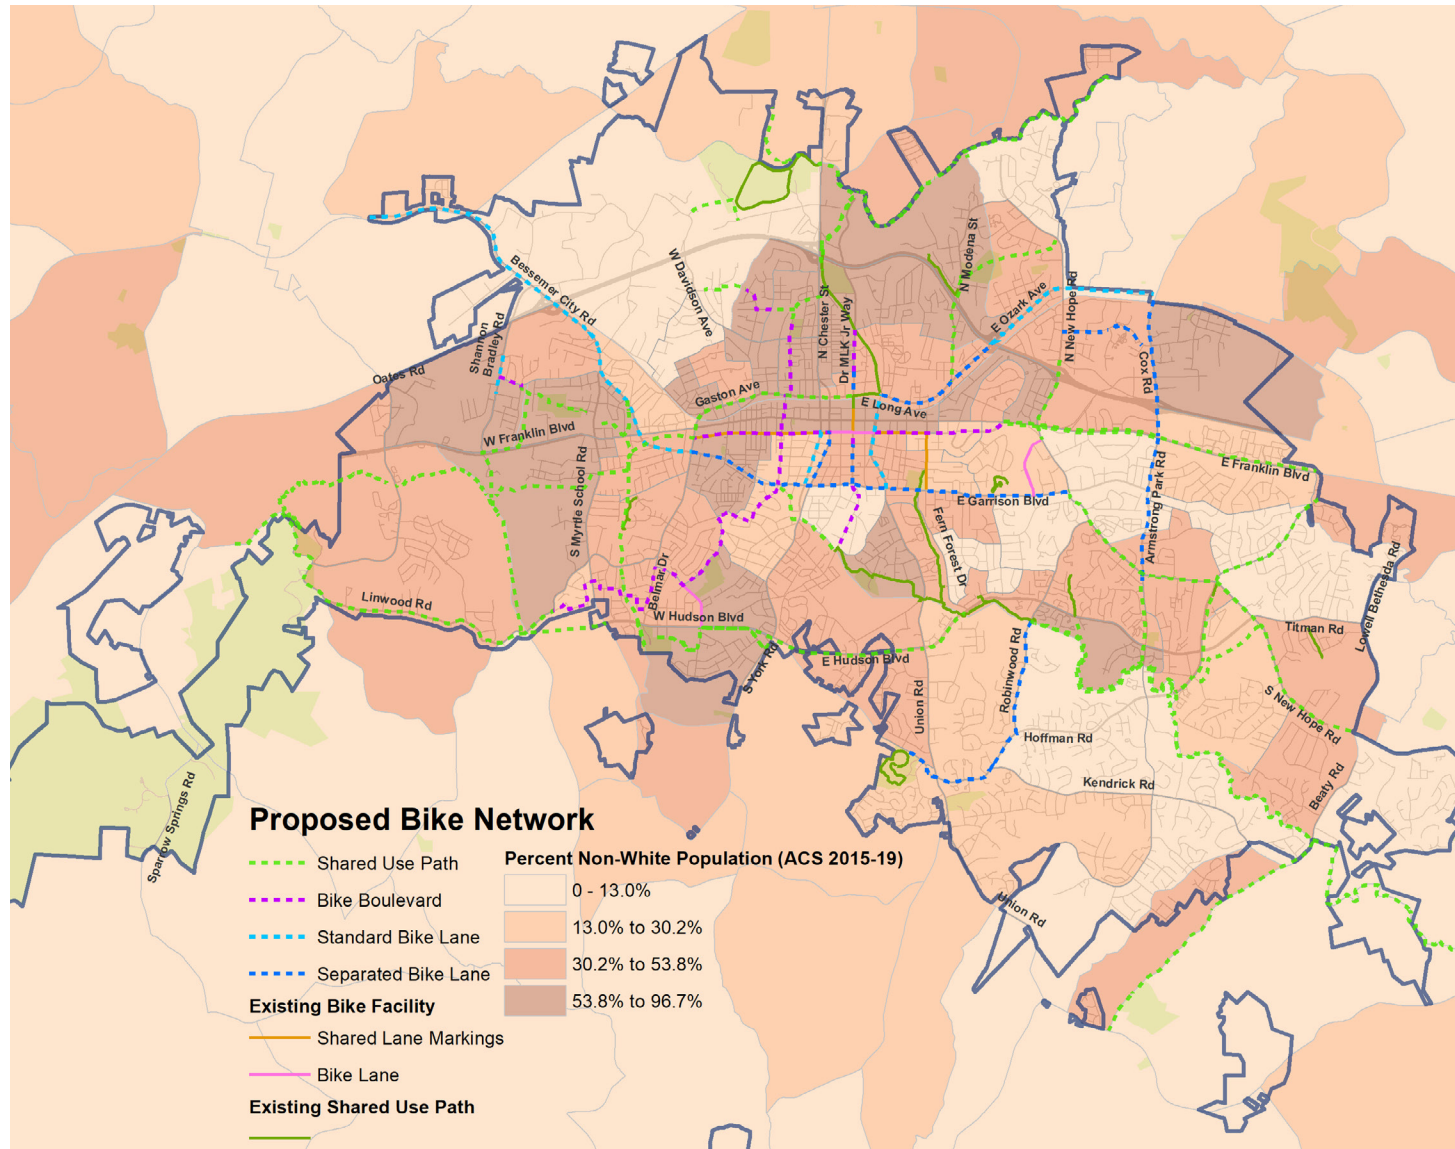 N Modena St
W Davidson Ave
Bessemer City Rd
N New Hope Rd
E Ozark Ave
N Chester St
Dr MLK Jr Way
Shannon
Bradley Rd
Cox Rd
Oates Rd
Gaston Ave
E Long Ave
W Franklin Blvd
E Franklin Blvd
S Myrtle School Rd
Armstrong Park Rd
E Garrison Blvd
Fern Forest Dr
Lowell Bethesda Rd
Belmar Dr
Linwood Rd
W Hudson Blvd
Titman Rd
E Hudson Blvd
S York Rd
Robinwood Rd
Union Rd
S New Hope Rd
Hoffman Rd
Kendrick Rd
Beaty Rd
Sparrow Springs Rd
Union Rd
Proposed Bike Network
Shared Use Path
Bike Boulevard
Standard Bike Lane
Separated Bike Lane
Existing Bike Facility
Shared Lane Markings
Bike Lane
Existing Shared Use Path
Percent Non-White Population (ACS 2015-19)
0 - 13.0%
13.0% to 30.2%
30.2% to 53.8%
53.8% to 96.7%